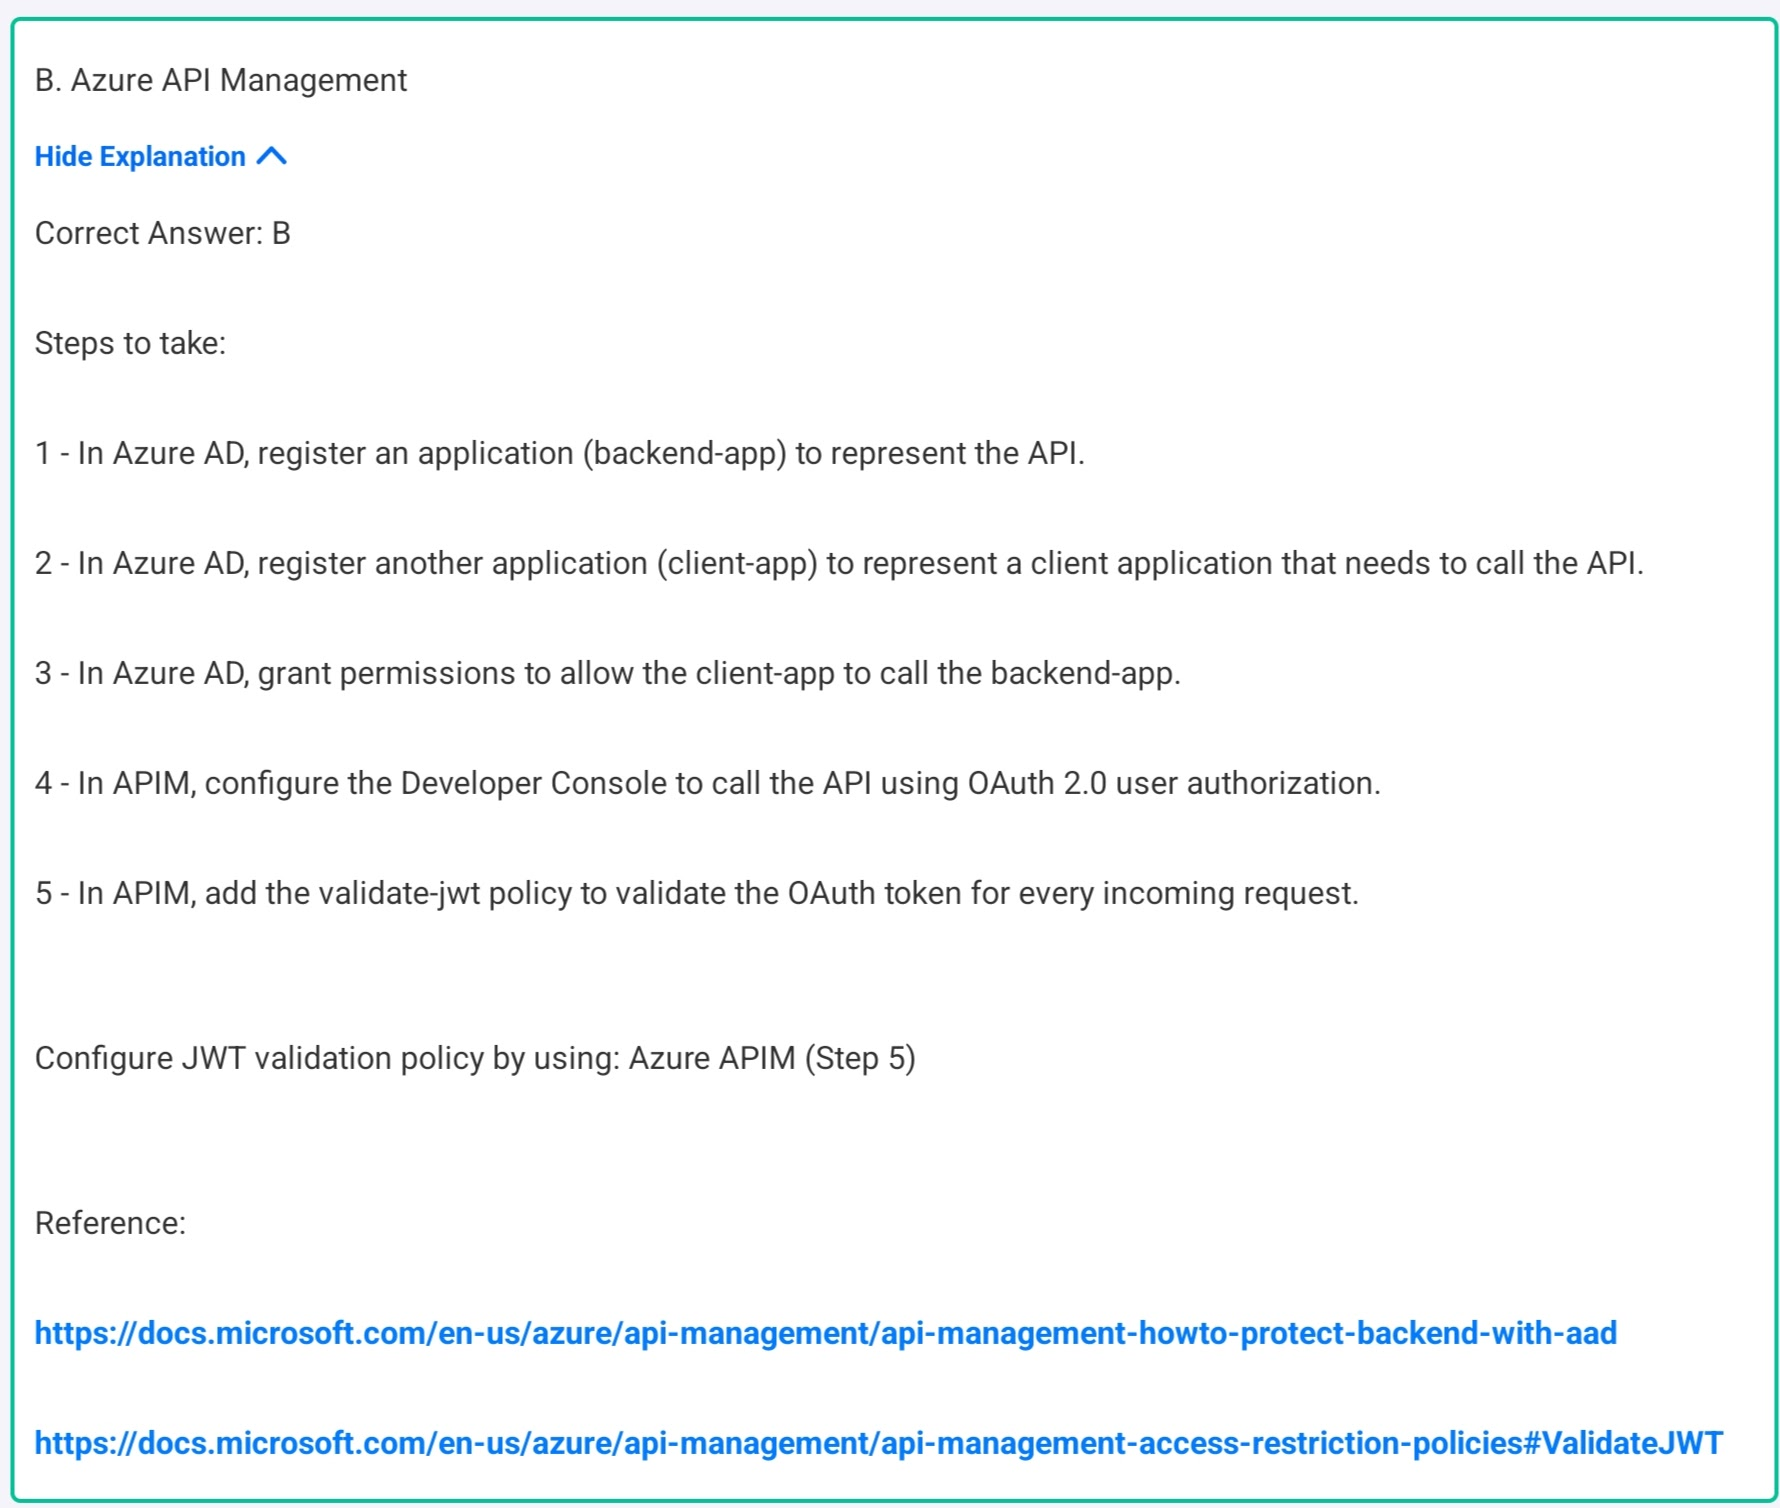 B. Azure API Management
Hide Explanation
Correct Answer: B
Steps to take:
1 - In Azure AD, register an application (backend-app) to represent the API.
2 - In Azure AD, register another application (client-app) to represent a client application that needs to call the API.
3 - In Azure AD, grant permissions to allow the client-app to call the backend-app.
4 - In APIM, configure the Developer Console to call the API using OAuth 2.0 user authorization.
5 - In APIM, add the validate-jwt policy to validate the OAuth token for every incoming request.
Configure JWT validation policy by using: Azure APIM (Step 5)
Reference:
https://docs.microsoft.com/en-us/azure/api-management/api-management-howto-protect-backend-with-aad
https://docs.microsoft.com/en-us/azure/api-management/api-management-access-restriction-policies#ValidateJWT